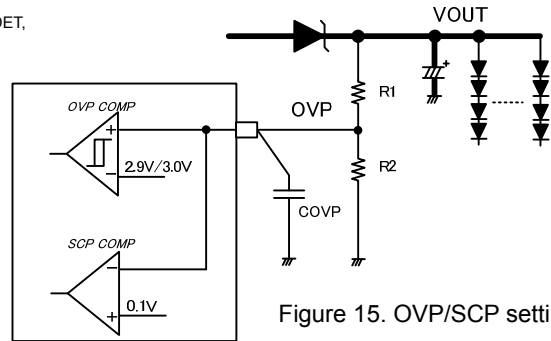 DET,
VOUT
OVP COMP
+
−
2.9V/3.0V
OVP
R1
+
R2
COVP
SCP COMP
−
+
0.1V
Figure 15. OVP/SCP setti